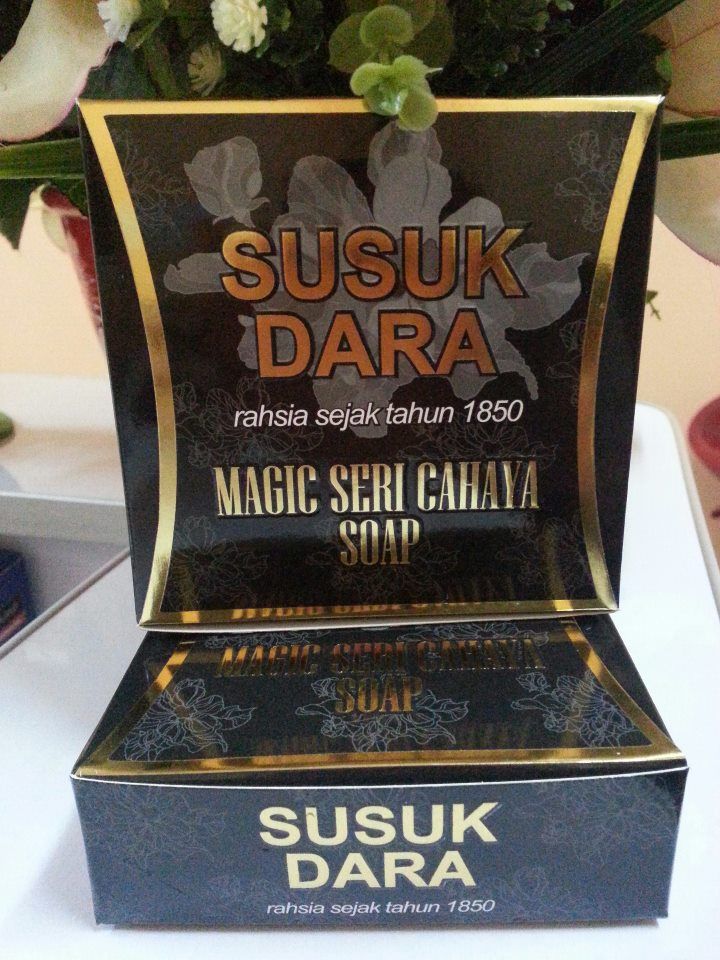 SUSUK
DARA
rahsia sejak tahun 1850
MAGIC SERI CAHAYA
SOAP
MAGIC SERI CAHAYA
SOAP
SUSUK
DARA
rahsia sejak tahun 1850